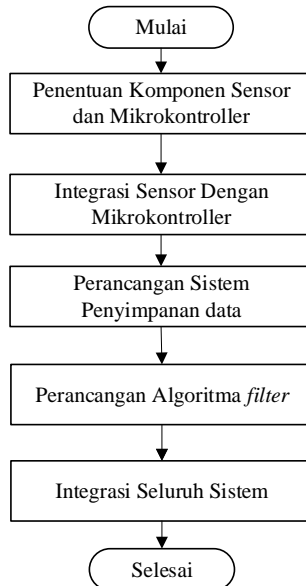 Mulai
Penentuan Komponen Sensor
dan Mikrokontroller
Integrasi Sensor Dengan
Mikrokontroller
Perancangan Sistem
Penyimpanan data
Perancangan Algoritma filter
Integrasi Seluruh Sistem
Selesai